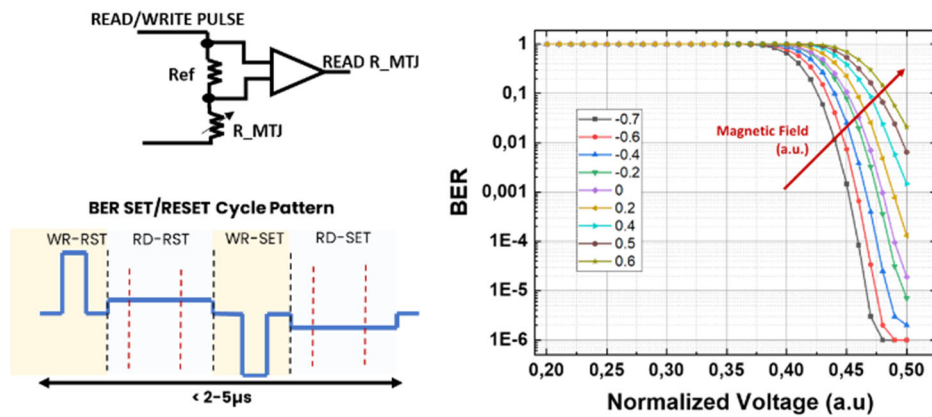 READ/WRITE PULSE
Ref
READ R_MTJ
R_MTJ
BER SET/RESET Cycle Pattern
WR-RST RD-RST WR-SET RD-SET
< 2-5µs
BER
1
0,1
0,01
0,001
1E-4
1E-5
1E-6
-0.7
-0.6
-0.4
-0.2
0
0.2
0.4
0.5
0.6
Magnetic Field
(a.u.)
0,20 0,25 0,30 0,35 0,40 0,45 0,50
Normalized Voltage (a.u)